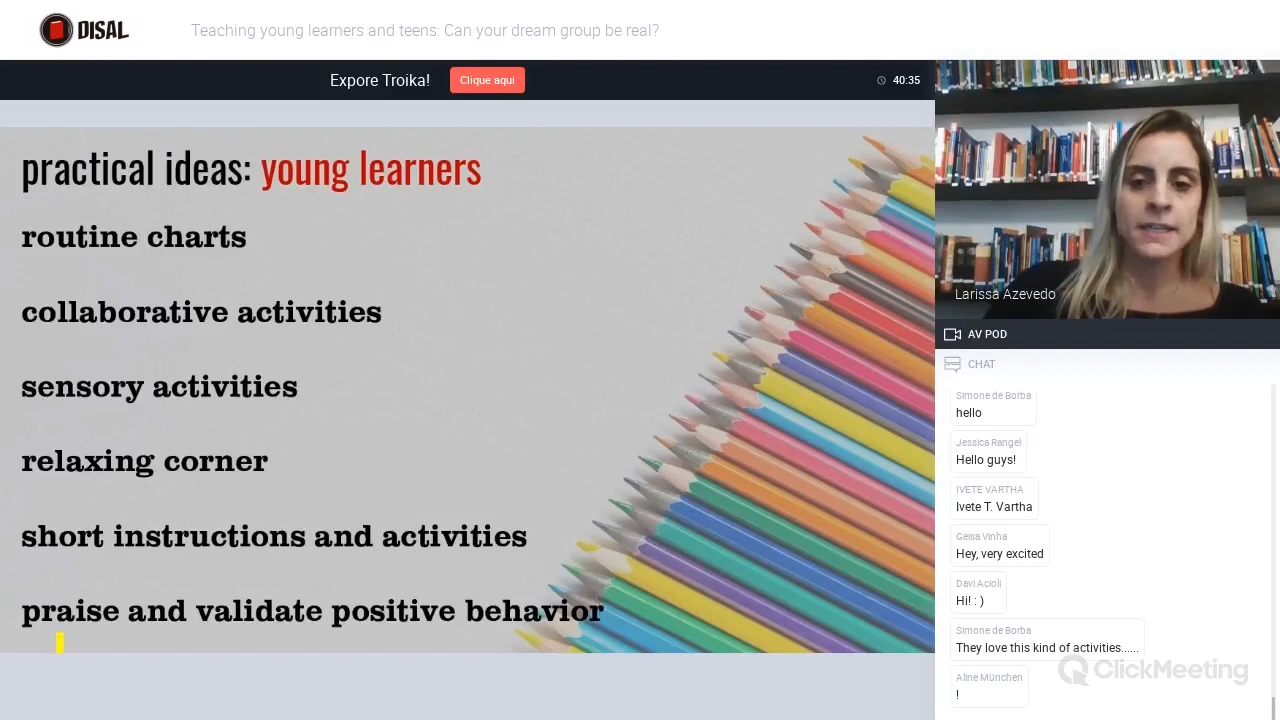 DISAL
Teaching young learners and teens: Can your dream group be real?
Expore Troika!
Clique aqui
40:35
practical ideas: young learners
routine charts
collaborative activities
sensory activities
relaxing corner
short instructions and activities
praise and validate positive behavior
Larissa Azevedo
AV POD
CHAT
Simone de Borba
hello
Jessica Rangel
Hello guys!
IVETE VARTHA
Ivete T. Vartha
Geisa Vinha
Hey, very excited
Davi Acioli
Hi! : )
Simone de Borba
They love this kind of activities......
Aline München
!
ClickMeeting